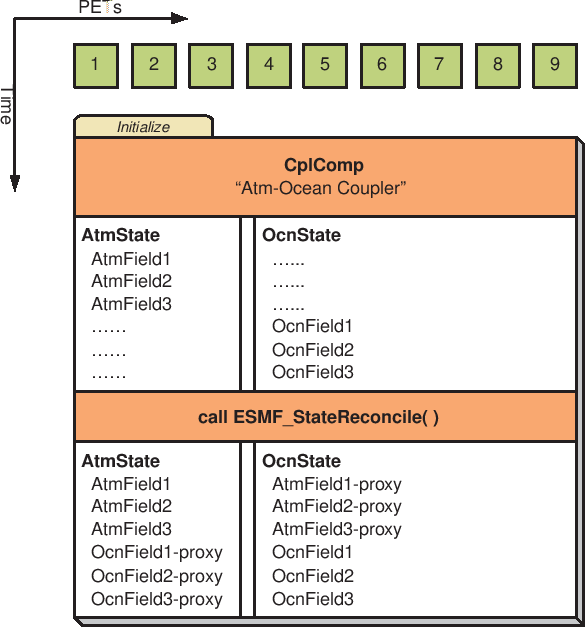 PETs
Time
1 2 3 4 5 6 7 8 9
Initialize
CplComp
“Atm-Ocean Coupler”
AtmState
AtmField1
AtmField2
AtmField3
……
……
……
OcnState
…...
…...
…...
OcnField1
OcnField2
OcnField3
call ESMF_StateReconcile( )
AtmState
AtmField1
AtmField2
AtmField3
OcnField1-proxy
OcnField2-proxy
OcnField3-proxy
OcnState
AtmField1-proxy
AtmField2-proxy
AtmField3-proxy
OcnField1
OcnField2
OcnField3